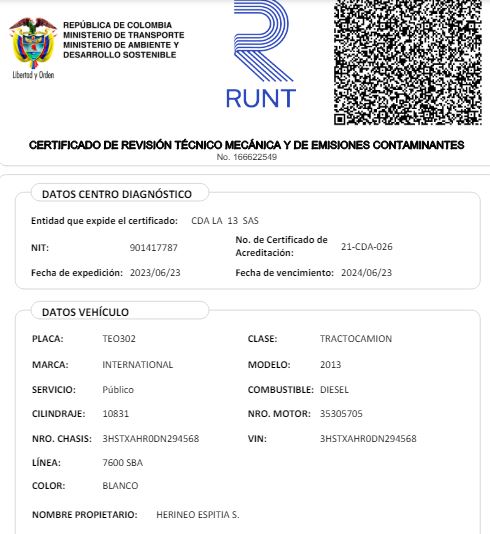 REPÚBLICA DE COLOMBIA
MINISTERIO DE TRANSPORTE
MINISTERIO DE AMBIENTE Y
DESARROLLO SOSTENIBLE
Libertad y Orden
RUNT
CERTIFICADO DE REVISIÓN TÉCNICO MECÁNICA Y DE EMISIONES CONTAMINANTES
No. 166622549
DATOS CENTRO DIAGNÓSTICO
Entidad que expide el certificado: CDA LA 13 SAS
NIT: 901417787 No. de Certificado de Acreditación: 21-CDA-026
Fecha de expedición: 2023/06/23 Fecha de vencimiento: 2024/06/23
DATOS VEHÍCULO
PLACA: TEO302 CLASE: TRACTOCAMION
MARCA: INTERNATIONAL MODELO: 2013
SERVICIO: Público COMBUSTIBLE: DIESEL
CILINDRAJE: 10831 NRO. MOTOR: 35305705
NRO. CHASIS: 3HSTXAHR0DN294568 VIN: 3HSTXAHR0DN294568
LÍNEA: 7600 SBA
COLOR: BLANCO
NOMBRE PROPIETARIO: HERINEO ESPITIA S.